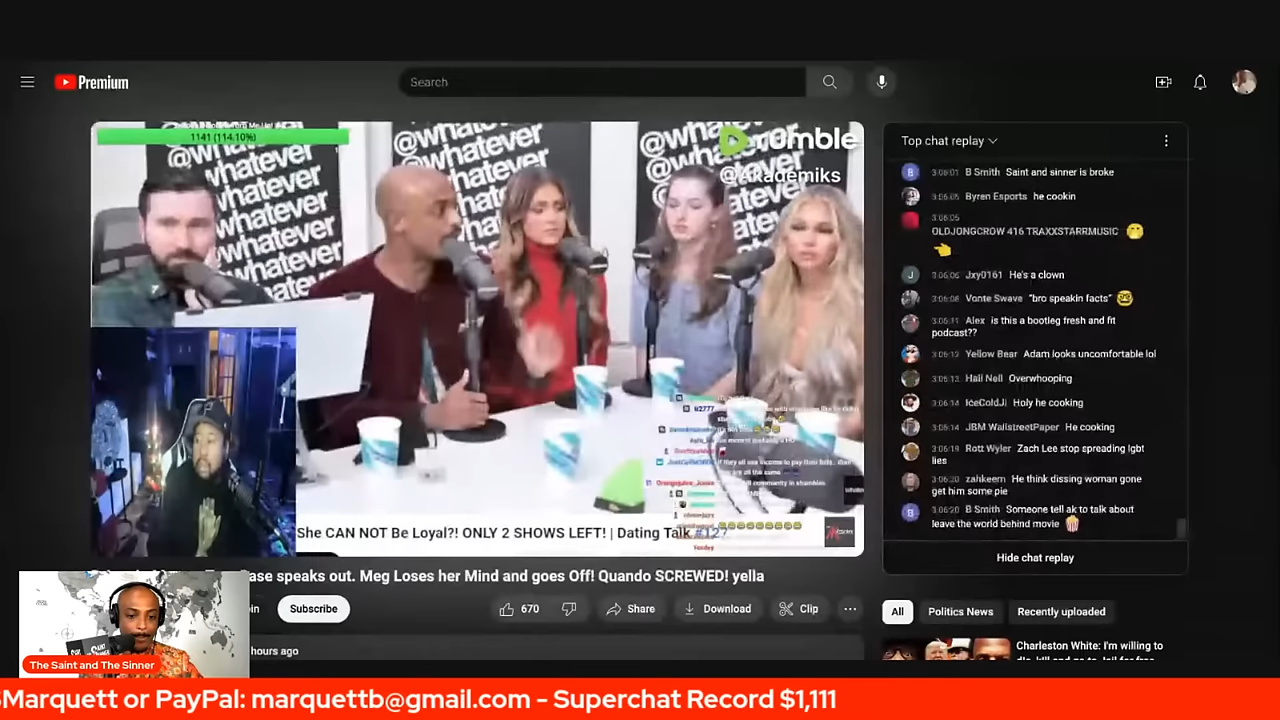 Premium
Search
1141 (114.10%)
@whatever
@whatever
@whatever
whatever
whatever
whatever
rumble
@Akademiks
She CAN NOT Be Loyal?! ONLY 2 SHOWS LEFT! | Dating Talk #127
ase speaks out. Meg Loses her Mind and goes Off! Quando SCREWED! yella
Subscribe
670
Share
Download
Clip
hours ago
Top chat replay
3:06:01 B Smith Saint and sinner is broke
3:06:05 Byren Esports he cookin
3:06:05
OLDJONGCROW 416 TRAXXSTARRMUSIC
3:06:06 Jxy0161 He's a clown
3:06:08 Vonte Swave "bro speakin facts"
3:06:11 Alex is this a bootleg fresh and fit
podcast??
3:06:12 Yellow Bear Adam looks uncomfortable lol
3:06:13 Hail Nell Overwhooping
3:06:14 IceColdJi Holy he cooking
3:06:14 JBM WallstreetPaper He cooking
3:06:19 Rott Wyler Zach Lee stop spreading lgbt
lies
3:06:20 zahkeem He think dissing woman gone
get him some pie
3:06:20 B Smith Someone tell ak to talk about
leave the world behind movie
Hide chat replay
All
Politics News
Recently uploaded
Charleston White: I'm willing to
The Saint and The Sinner
Marquett or PayPal: marquettb@gmail.com - Superchat Record $1,111